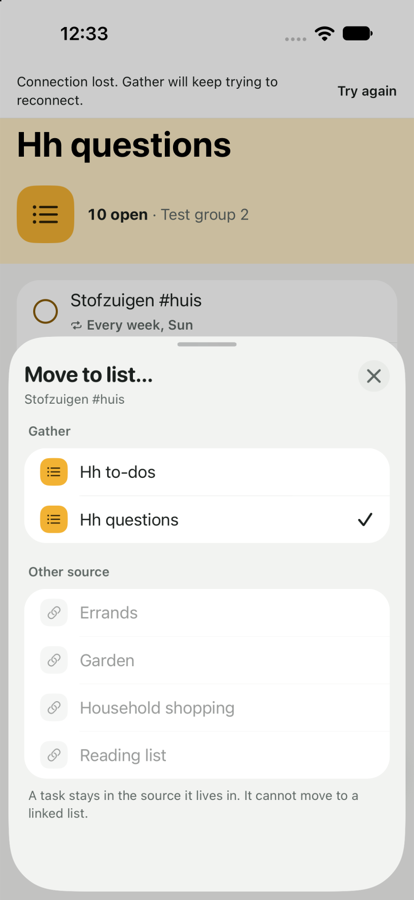 12:33
Connection lost. Gather will keep trying to
reconnect.
Try again
Hh questions
10 open · Test group 2
Stofzuigen #huis
Every week, Sun
Move to list...
Stofzuigen #huis
Gather
Hh to-dos
Hh questions
Other source
Errands
Garden
Household shopping
Reading list
A task stays in the source it lives in. It cannot move to a
linked list.